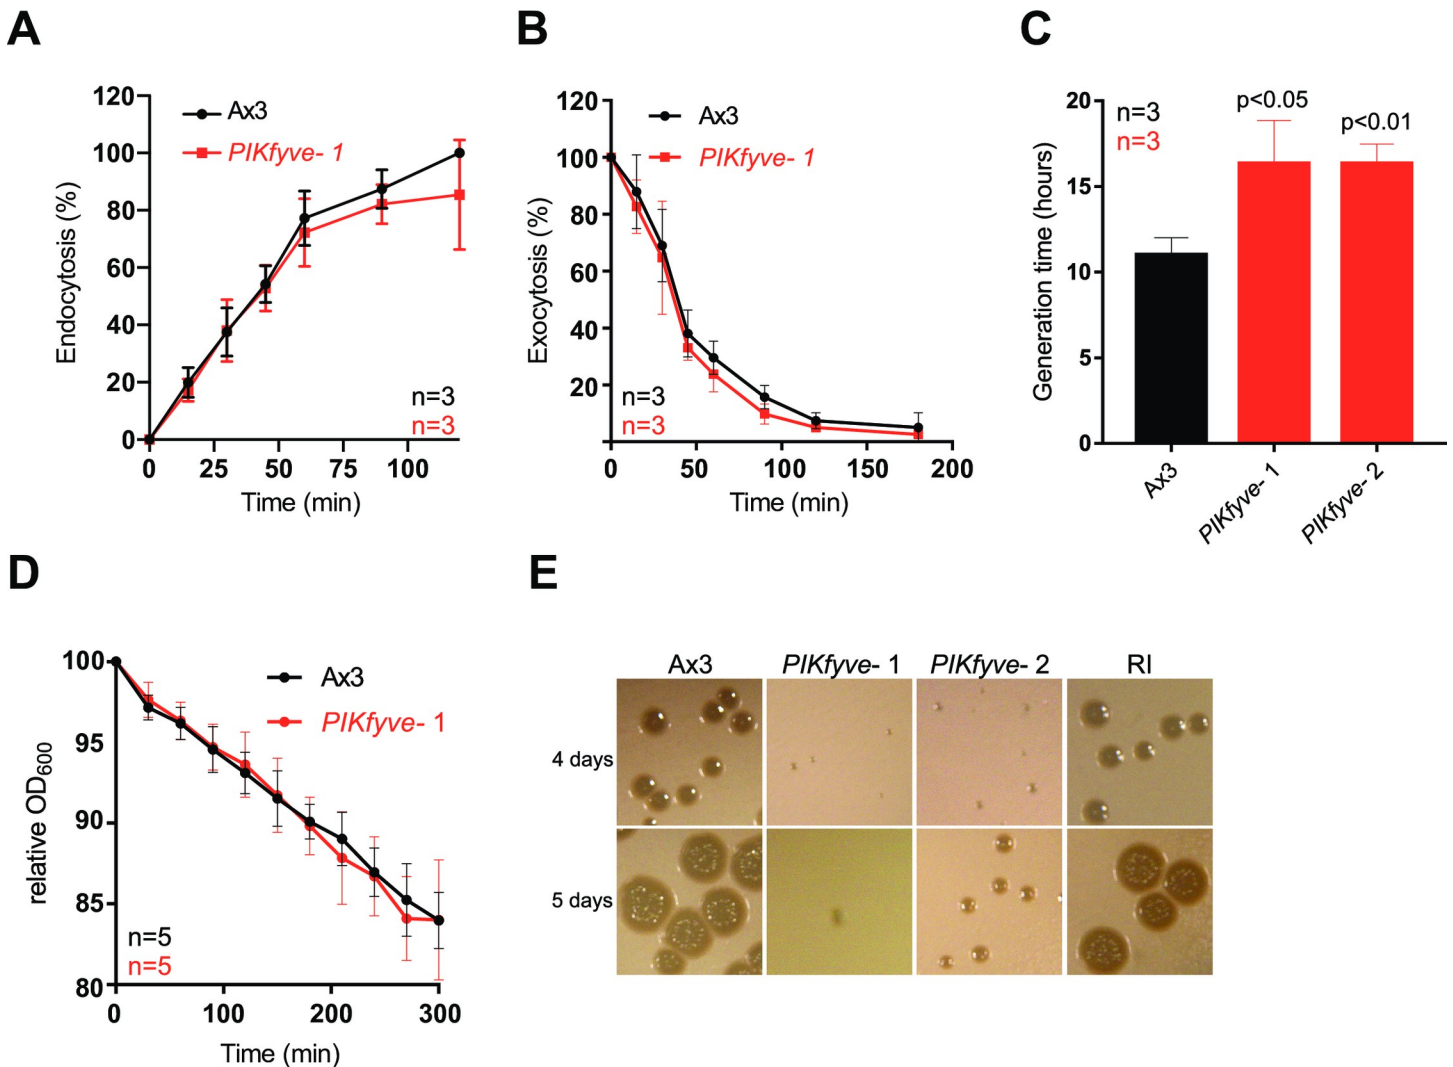 A
B
C
120
100
80
60
40
20
0
Endocytosis (%)
Ax3
PIKfyve- 1
n=3
n=3
0 25 50 75 100
Time (min)
120
100
80
60
40
20
Exocytosis (%)
Ax3
PIKfyve- 1
n=3
n=3
0 50 100 150 200
Time (min)
20
15
10
5
0
Generation time (hours)
n=3
n=3
p<0.05
p<0.01
Ax3
PIKfyve- 1
PIKfyve- 2
D
E
100
95
90
85
80
relative OD600
Ax3
PIKfyve- 1
n=5
n=5
0 100 200 300
Time (min)
Ax3 PIKfyve- 1 PIKfyve- 2 RI
4 days
5 days